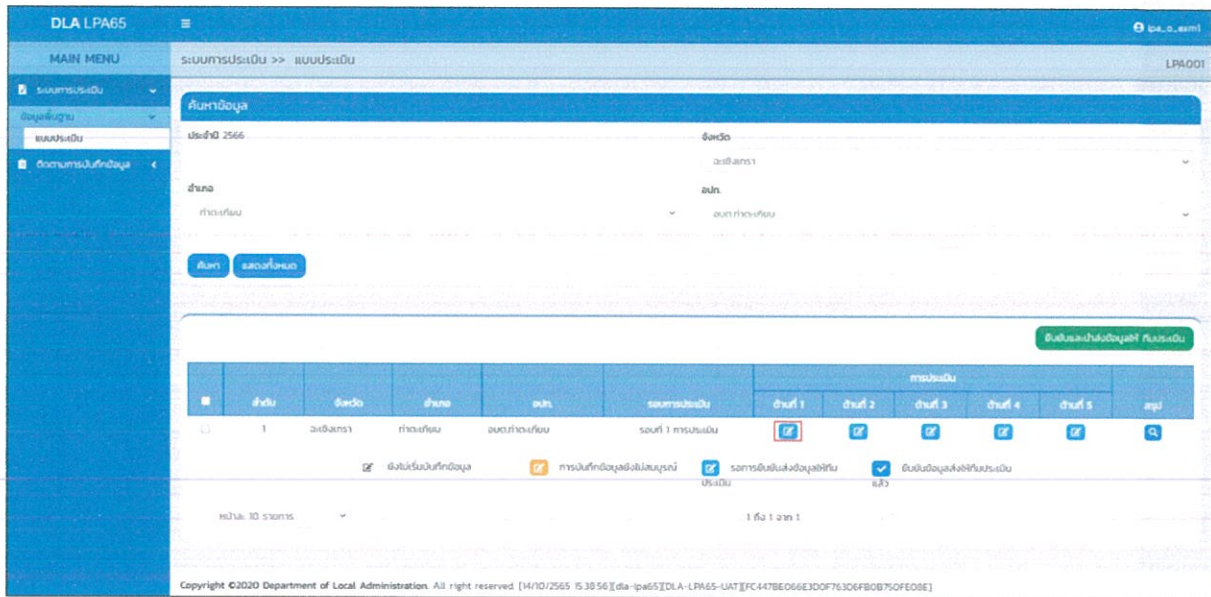 DLA LPA65
lpa_o_exm1
MAIN MENU
ระบบการประเมิน >> แบบประเมิน
LPA001
ระบบการประเมิน
ข้อมูลพื้นฐาน
แบบประเมิน
ติดตามการบันทึกข้อมูล
ค้นหาข้อมูล
ประจำปี 2566
จังหวัด
ฉะเชิงเทรา
อำเภอ
อปท.
ท่าตะเกียบ
อบต.ท่าตะเกียบ
ค้นหา
แสดงทั้งหมด
ยืนยันและนำส่งข้อมูลให้ ทีมประเมิน
การประเมิน
ลำดับ จังหวัด อำเภอ อปท. รอบการประเมิน ด้านที่ 1 ด้านที่ 2 ด้านที่ 3 ด้านที่ 4 ด้านที่ 5 สรุป
1 ฉะเชิงเทรา ท่าตะเกียบ อบต.ท่าตะเกียบ รอบที่ 1 การประเมิน
ยังไม่เริ่มบันทึกข้อมูล การบันทึกข้อมูลยังไม่สมบูรณ์ รอการยืนยันส่งข้อมูลให้ทีม ยืนยันข้อมูลส่งให้ทีมประเมิน
ประเมิน แล้ว
หน้าละ 10 รายการ
1 ถึง 1 จาก 1
Copyright ©2020 Department of Local Administration. All right reserved. [14/10/2565 15:38:56][dla-lpa65][DLA-LPA65-UAT][FC447BE066E3D0F763D6FB0B750FE08E]